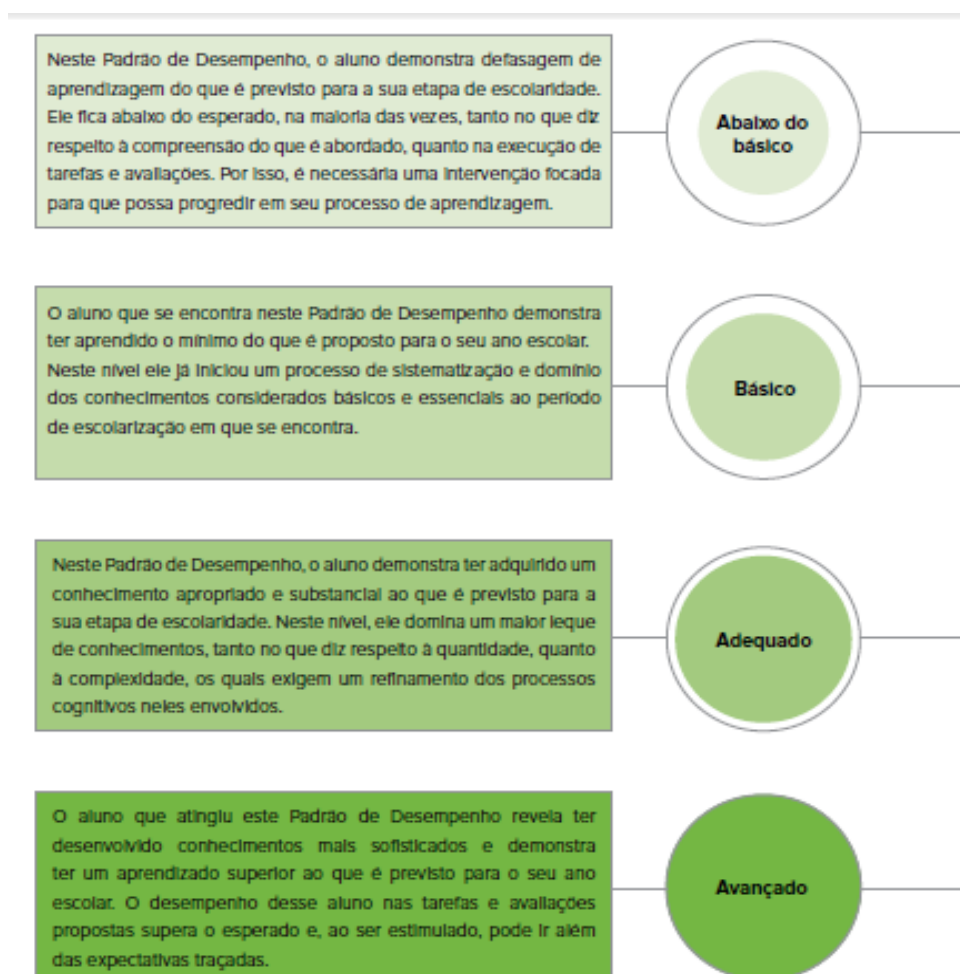 Neste Padrão de Desempenho, o aluno demonstra defasagem de
aprendizagem do que é previsto para a sua etapa de escolaridade.
Ele fica abaixo do esperado, na maioria das vezes, tanto no que diz
respeito à compreensão do que é abordado, quanto na execução de
tarefas e avaliações. Por isso, é necessária uma intervenção focada
para que possa progredir em seu processo de aprendizagem.
Abaixo do
básico
O aluno que se encontra neste Padrão de Desempenho demonstra
ter aprendido o mínimo do que é proposto para o seu ano escolar.
Neste nível ele já iniciou um processo de sistematização e domínio
dos conhecimentos considerados básicos e essenciais ao período
de escolarização em que se encontra.
Básico
Neste Padrão de Desempenho, o aluno demonstra ter adquirido um
conhecimento apropriado e substancial ao que é previsto para a
sua etapa de escolaridade. Neste nível, ele domina um maior leque
de conhecimentos, tanto no que diz respeito à quantidade, quanto
à complexidade, os quais exigem um refinamento dos processos
cognitivos neles envolvidos.
Adequado
O aluno que atingiu este Padrão de Desempenho revela ter
desenvolvido conhecimentos mais sofisticados e demonstra
ter um aprendizado superior ao que é previsto para o seu ano
escolar. O desempenho desse aluno nas tarefas e avaliações
propostas supera o esperado e, ao ser estimulado, pode ir além
das expectativas traçadas.
Avançado